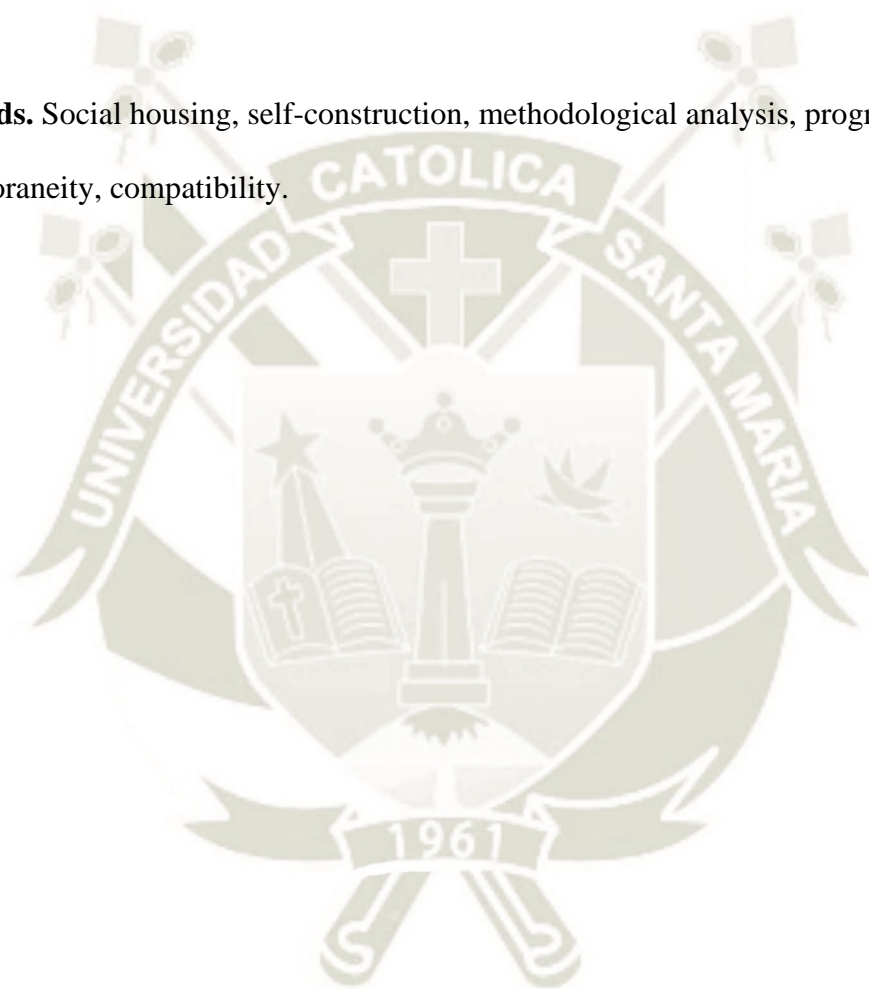 ds. Social housing, self-construction, methodological analysis, progr
oraneity, compatibility.
CATOLICA
UNIVERSIDAD
SANTA MARIA
1961